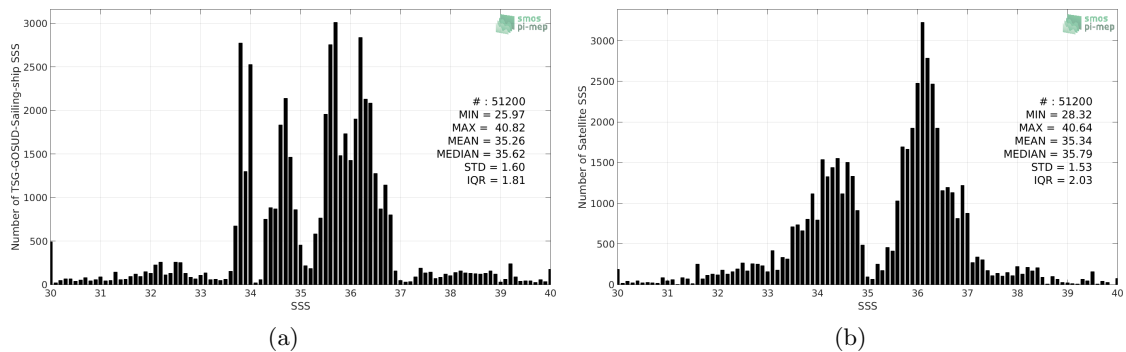 Number of TSG-GOSUD-Sailing-ship SSS
3000
2500
2000
1500
1000
500
0
30 31 32 33 34 35 36 37 38 39 40
SSS
smos
pi-mep
# : 51200
MIN = 25.97
MAX = 40.82
MEAN = 35.26
MEDIAN = 35.62
STD = 1.60
IQR = 1.81
(a)
Number of Satellite SSS
3000
2500
2000
1500
1000
500
0
30 31 32 33 34 35 36 37 38 39 40
SSS
smos
pi-mep
# : 51200
MIN = 28.32
MAX = 40.64
MEAN = 35.34
MEDIAN = 35.79
STD = 1.53
IQR = 2.03
(b)